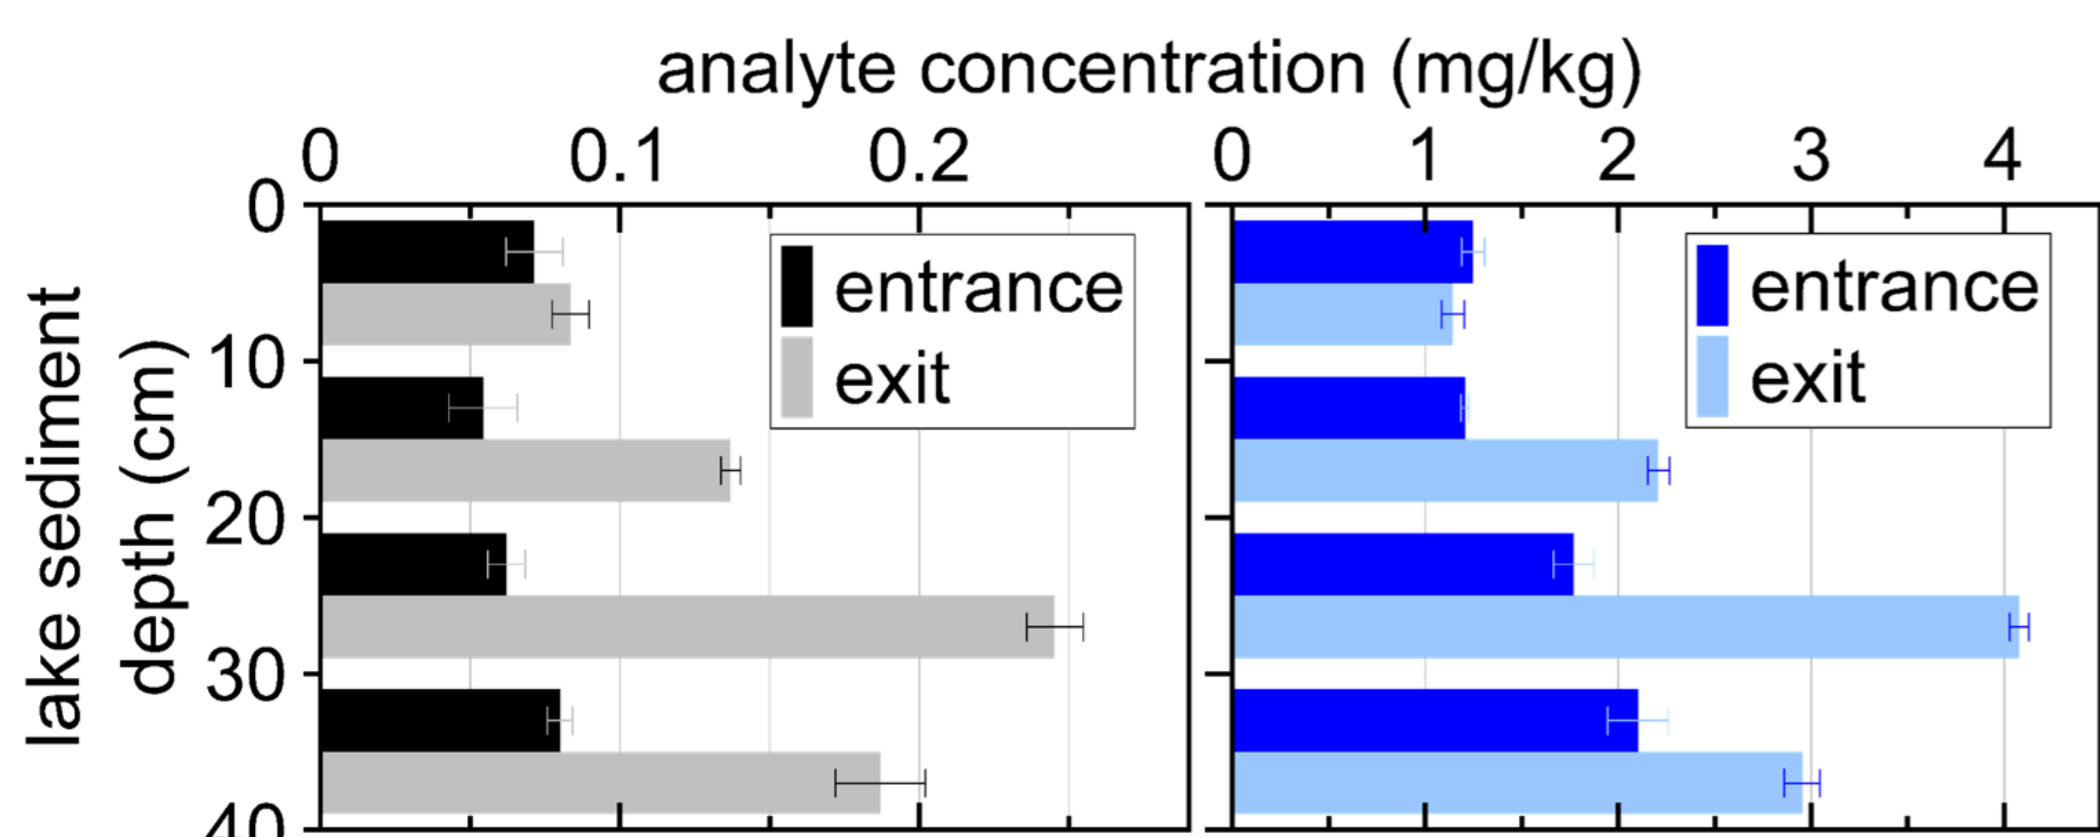 analyte concentration (mg/kg)
0 0.1 0.2
0 1 2 3 4
lake sediment
depth (cm)
0
10
20
30
40
entrance
exit
entrance
exit